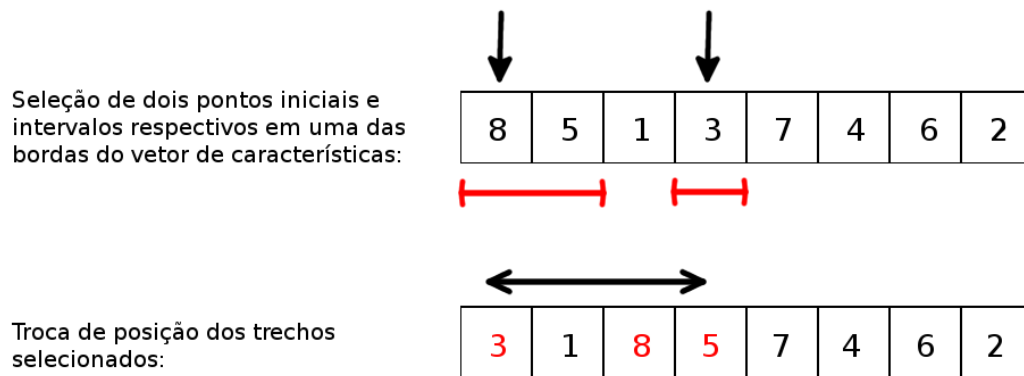 Seleção de dois pontos iniciais e
intervalos respectivos em uma das
bordas do vetor de característícas:
8 5 1 3 7 4 6 2
Troca de posição dos trechos
selecionados:
3 1 8 5 7 4 6 2